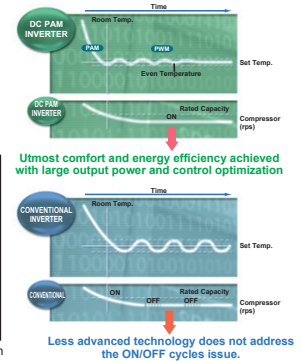 Time
DC PAM
INVERTER
Room Temp.
PAM
PWM
Even Temperature
Set Temp.
DC PAM
INVERTER
Rated Capacity
ON
Compressor
(rps)
Utmost comfort and energy efficiency achieved
with large output power and control optimization
Time
CONVENTIONAL
INVERTER
Room Temp.
Set Temp.
CONVENTIONAL
ON
Rated Capacity
OFF OFF
Compressor
(rps)
Less advanced technology does not address
the ON/OFF cycles issue.